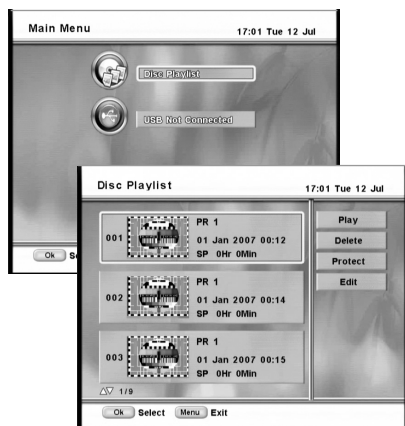 Main Menu
17:01 Tue 12 Jul
Disc Playlist
USB Not Connected
Ok
Disc Playlist
17:01 Tue 12 Jul
001
PR 1
01 Jan 2007 00:12
SP 0Hr 0Min
002
PR 1
01 Jan 2007 00:14
SP 0Hr 0Min
003
PR 1
01 Jan 2007 00:15
SP 0Hr 0Min
1/9
Play
Delete
Protect
Edit
Ok Select Menu Exit